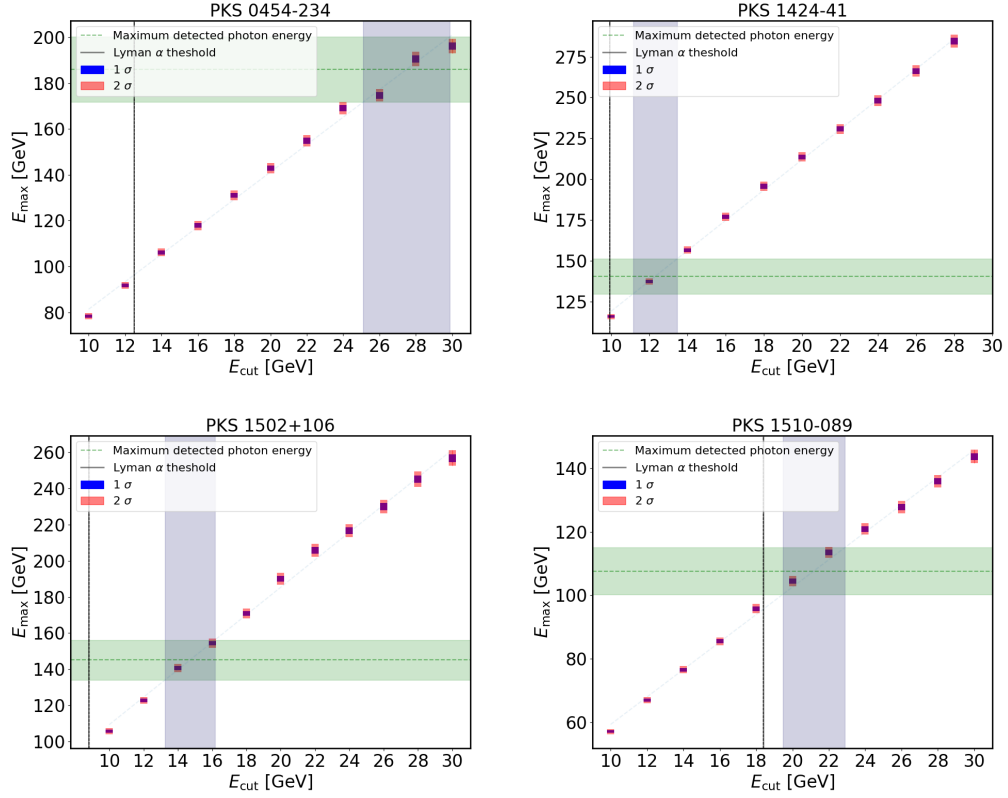 PKS 0454-234
Maximum detected photon energy
Lyman α theshold
1 σ
2 σ
200
180
160
140
120
100
80
E_max [GeV]
10 12 14 16 18 20 22 24 26 28 30
E_cut [GeV]
PKS 1424-41
Maximum detected photon energy
Lyman α theshold
1 σ
2 σ
275
250
225
200
175
150
125
E_max [GeV]
10 12 14 16 18 20 22 24 26 28 30
E_cut [GeV]
PKS 1502+106
Maximum detected photon energy
Lyman α theshold
1 σ
2 σ
260
240
220
200
180
160
140
120
100
E_max [GeV]
10 12 14 16 18 20 22 24 26 28 30
E_cut [GeV]
PKS 1510-089
Maximum detected photon energy
Lyman α theshold
1 σ
2 σ
140
120
100
80
60
E_max [GeV]
10 12 14 16 18 20 22 24 26 28 30
E_cut [GeV]